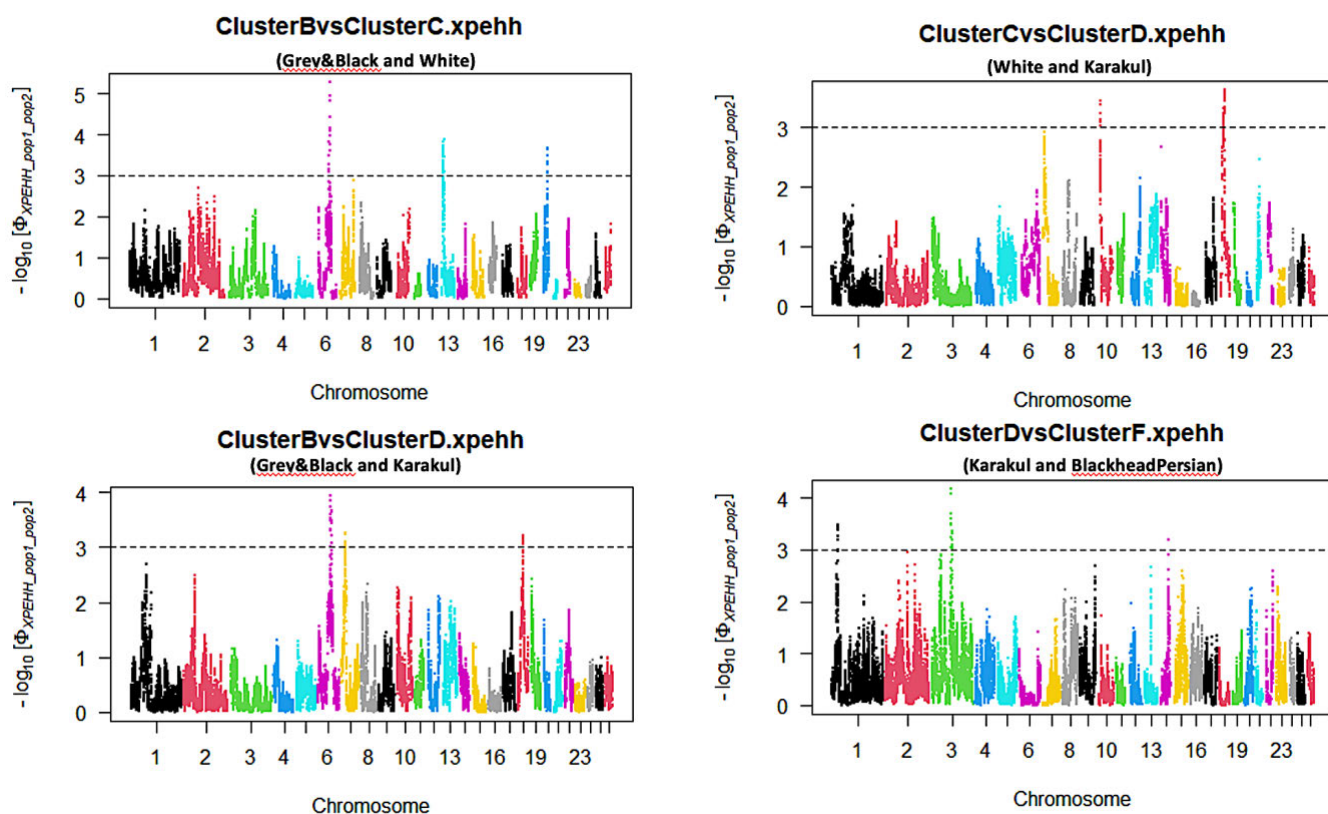 ClusterBvsClusterC.xpehh
(Grey&Black and White)
- log10 [ΦXPEHH_pop1_pop2]
5
4
3
2
1
0
1 2 3 4 6 8 10 13 16 19 23
Chromosome
ClusterCvsClusterD.xpehh
(White and Karakul)
- log10 [ΦXPEHH_pop1_pop2]
3
2
1
0
1 2 3 4 6 8 10 13 16 19 23
Chromosome
ClusterBvsClusterD.xpehh
(Grey&Black and Karakul)
- log10 [ΦXPEHH_pop1_pop2]
4
3
2
1
0
1 2 3 4 6 8 10 13 16 19 23
Chromosome
ClusterDvsClusterF.xpehh
(Karakul and BlackheadPersian)
- log10 [ΦXPEHH_pop1_pop2]
4
3
2
1
0
1 2 3 4 6 8 10 13 16 19 23
Chromosome